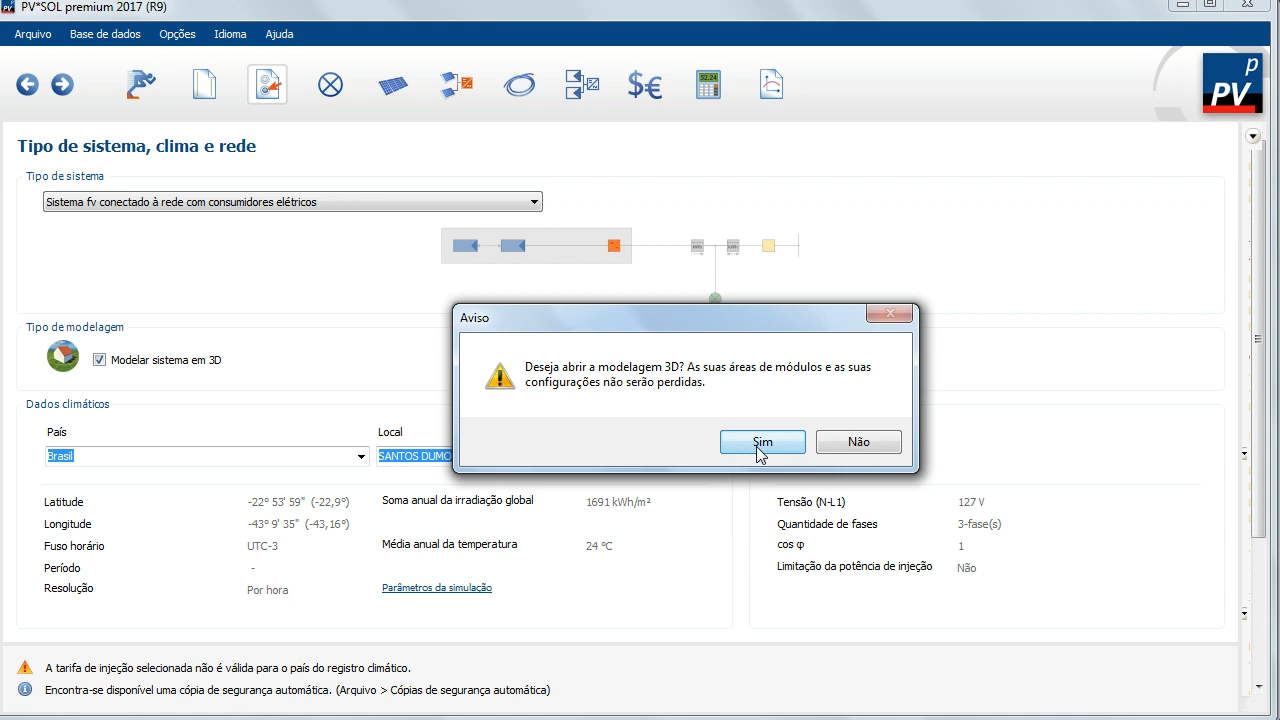 PV*SOL premium 2017 (R9)
Arquivo Base de dados Opções Idioma Ajuda
$€
52.24
p
PV
Tipo de sistema, clima e rede
Tipo de sistema
Sistema fv conectado à rede com consumidores elétricos
Tipo de modelagem
Modelar sistema em 3D
Aviso
Deseja abrir a modelagem 3D? As suas áreas de módulos e as suas
configurações não serão perdidas.
Sim Não
Dados climáticos
País Local
Brasil SANTOS DUMO
Latitude -22° 53' 59" (-22,9°) Soma anual da irradiação global 1691 kWh/m² Tensão (N-L1) 127 V
Longitude -43° 9' 35" (-43,16°) Quantidade de fases 3-fase(s)
Fuso horário UTC-3 Média anual da temperatura 24 °C cos φ 1
Período - Limitação da potência de injeção Não
Resolução Por hora Parâmetros da simulação
A tarifa de injeção selecionada não é válida para o país do registro climático.
Encontra-se disponível uma cópia de segurança automática. (Arquivo > Cópias de segurança automática)